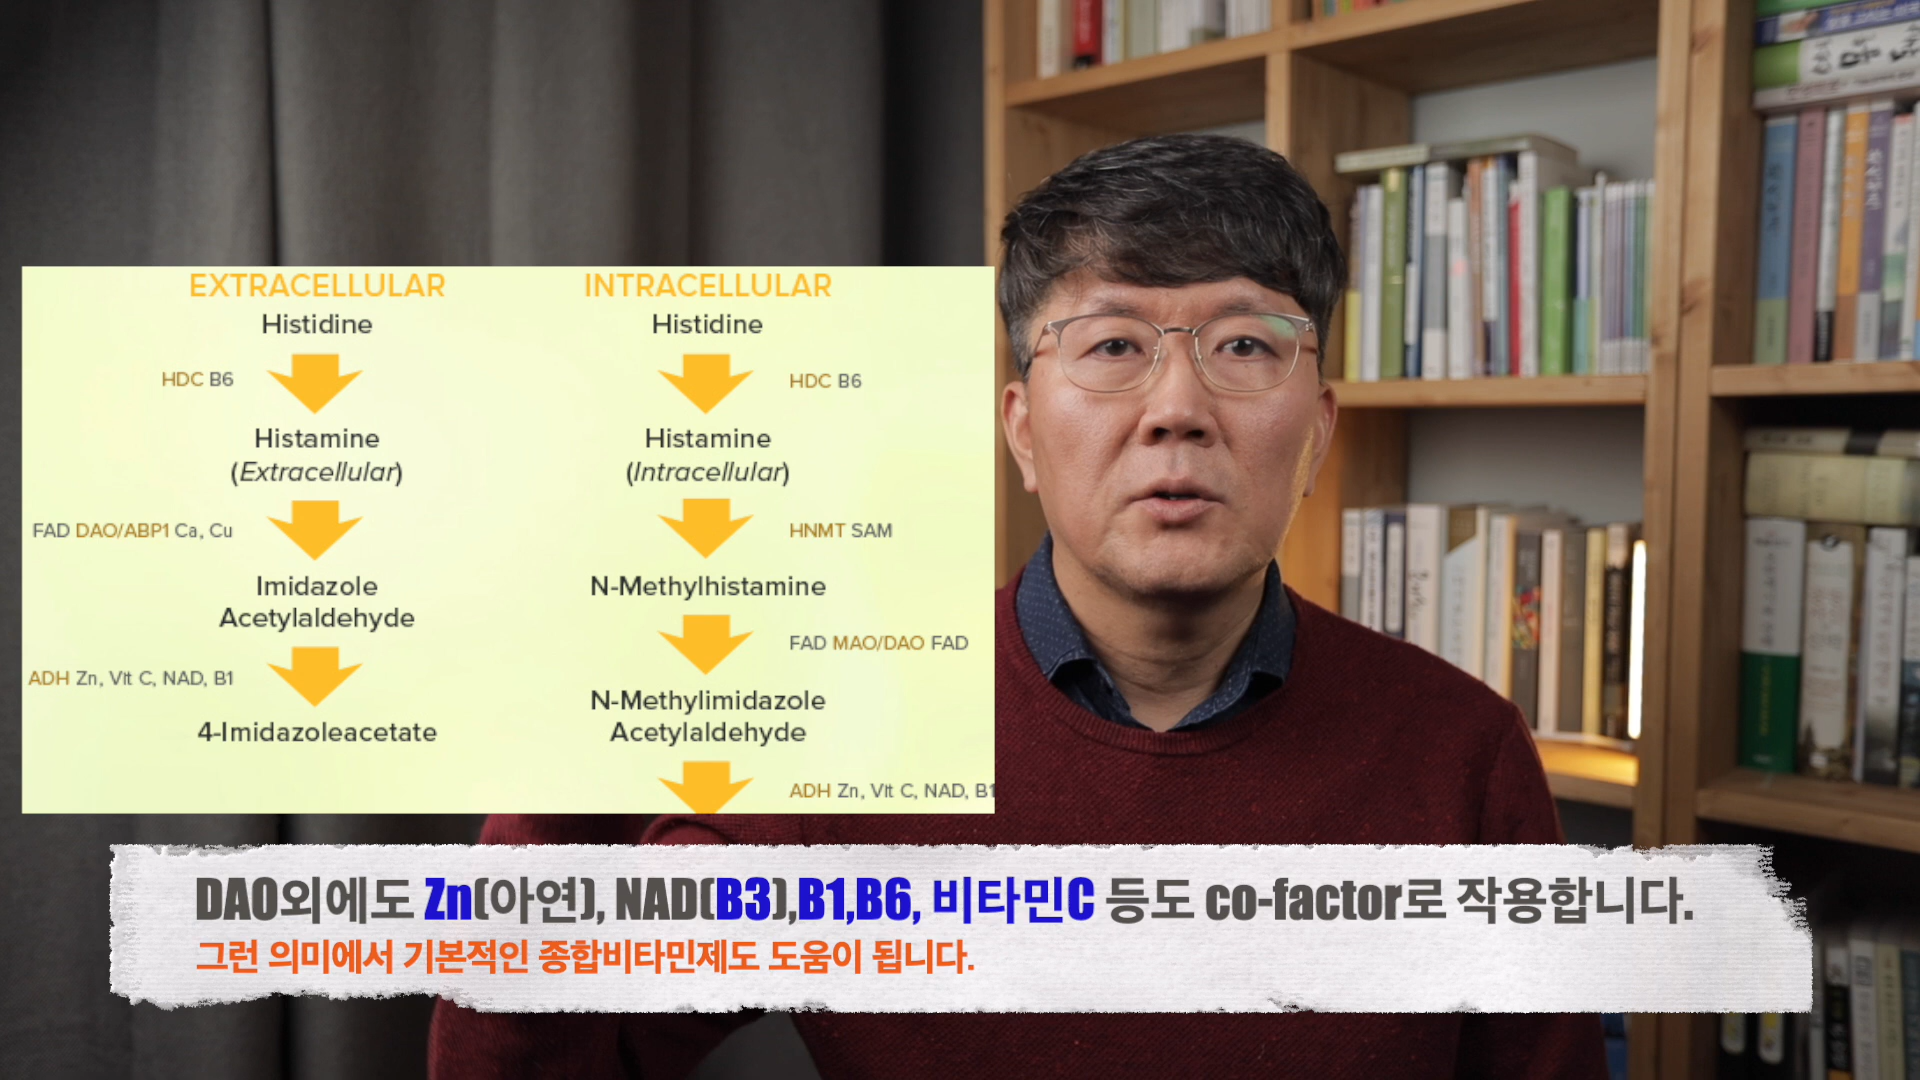 EXTRACELLULAR
Histidine
HDC B6
Histamine
(Extracellular)
FAD DAO/ABP1 Ca, Cu
Imidazole
Acetylaldehyde
ADH Zn, Vit C, NAD, B1
4-Imidazoleacetate
INTRACELLULAR
Histidine
HDC B6
Histamine
(Intracellular)
HNMT SAM
N-Methylhistamine
FAD MAO/DAO FAD
N-Methylimidazole
Acetylaldehyde
ADH Zn, Vit C, NAD, B1
DAO외에도 Zn(아연), NAD(B3),B1,B6, 비타민C 등도 co-factor로 작용합니다.
그런 의미에서 기본적인 종합비타민제도 도움이 됩니다.